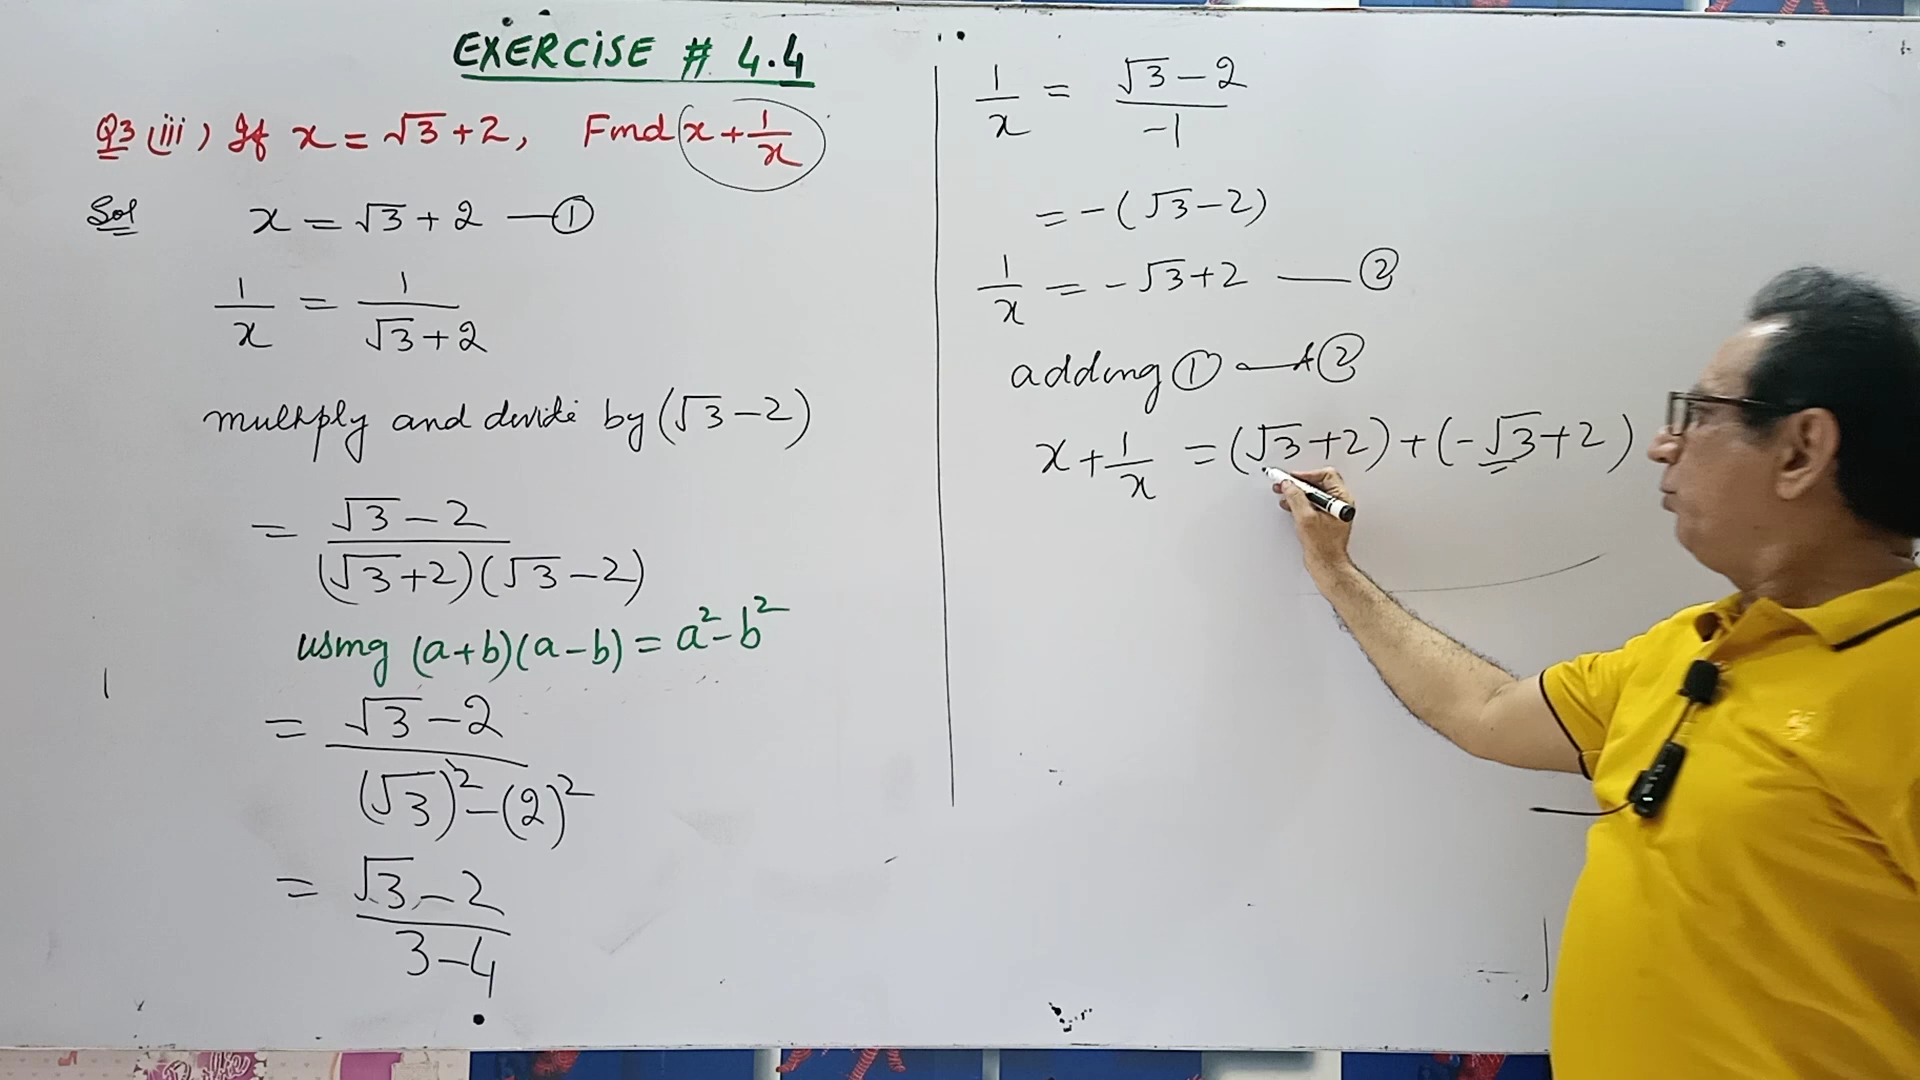 EXERCISE # 4.4
Q3 (iii) If x = √3 + 2, Find x + 1/x
Sol x = √3 + 2 — ①
1/x = 1/(√3 + 2)
multiply and divide by (√3 − 2)
= (√3 − 2)/((√3 + 2)(√3 − 2))
using (a+b)(a−b) = a² − b²
= (√3 − 2)/((√3)² − (2)²)
= (√3 − 2)/(3 − 4)
1/x = (√3 − 2)/−1
= −(√3 − 2)
1/x = −√3 + 2 — ②
adding ① and ②
x + 1/x = (√3 + 2) + (−√3 + 2)